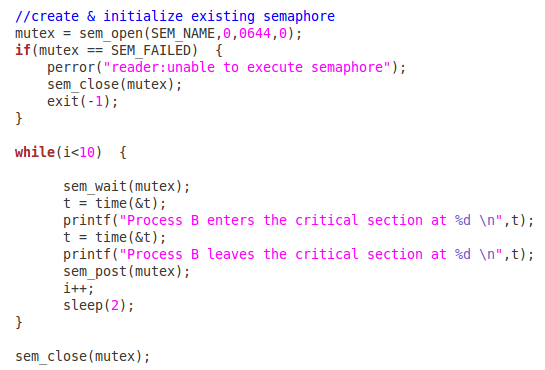 //create & initialize existing semaphore
mutex = sem_open(SEM_NAME,0,0644,0);
if(mutex == SEM_FAILED)  {
    perror("reader:unable to execute semaphore");
    sem_close(mutex);
    exit(-1);
}

while(i<10)  {

      sem_wait(mutex);
      t = time(&t);
      printf("Process B enters the critical section at %d \n",t);
      t = time(&t);
      printf("Process B leaves the critical section at %d \n",t);
      sem_post(mutex);
      i++;
      sleep(2);
}

sem_close(mutex);